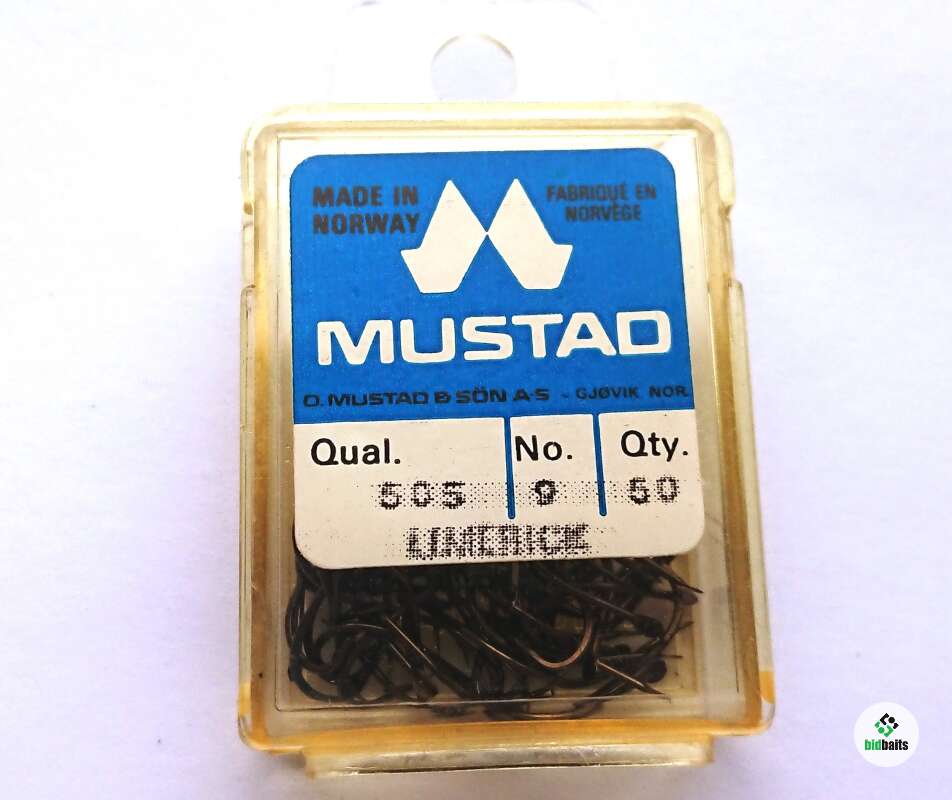 MADE IN
NORWAY
FABRIQUÉ EN
NORVÈGE
MUSTAD
O. MUSTAD & SÖN A-S - GJØVIK NOR.
Qual. No. Qty.
505 9 50
LIMERICK
bidbaits